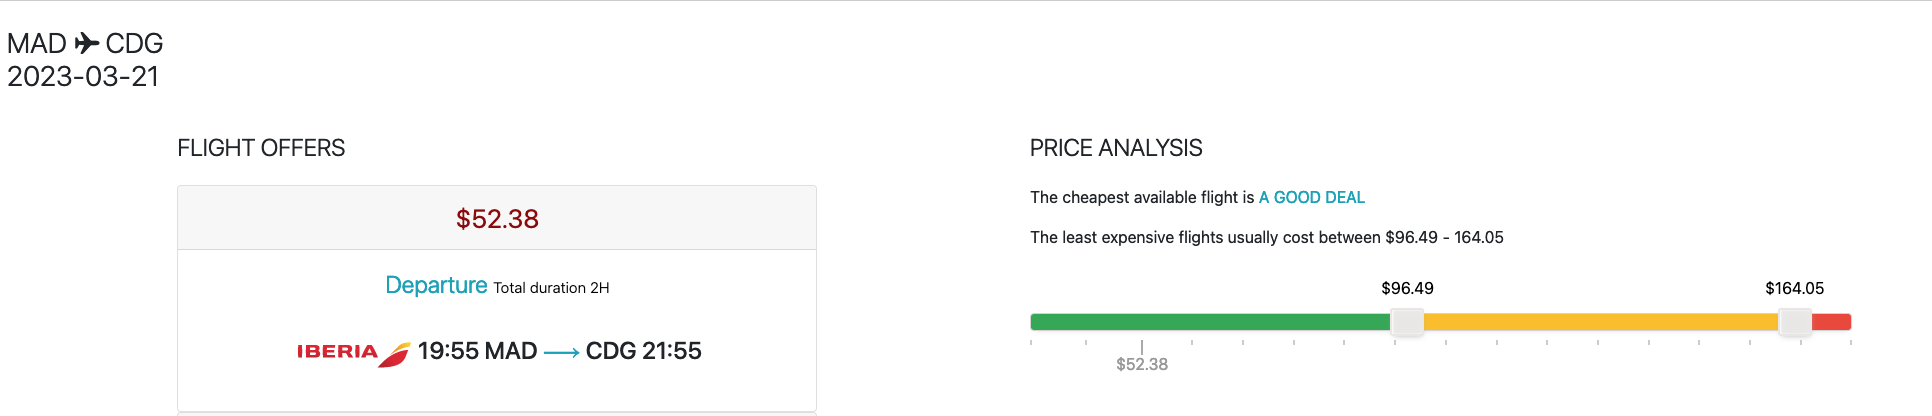 MAD ✈ CDG
2023-03-21
FLIGHT OFFERS
$52.38
Departure Total duration 2H
IBERIA 19:55 MAD → CDG 21:55
PRICE ANALYSIS
The cheapest available flight is A GOOD DEAL
The least expensive flights usually cost between $96.49 - 164.05
$96.49 $164.05
$52.38